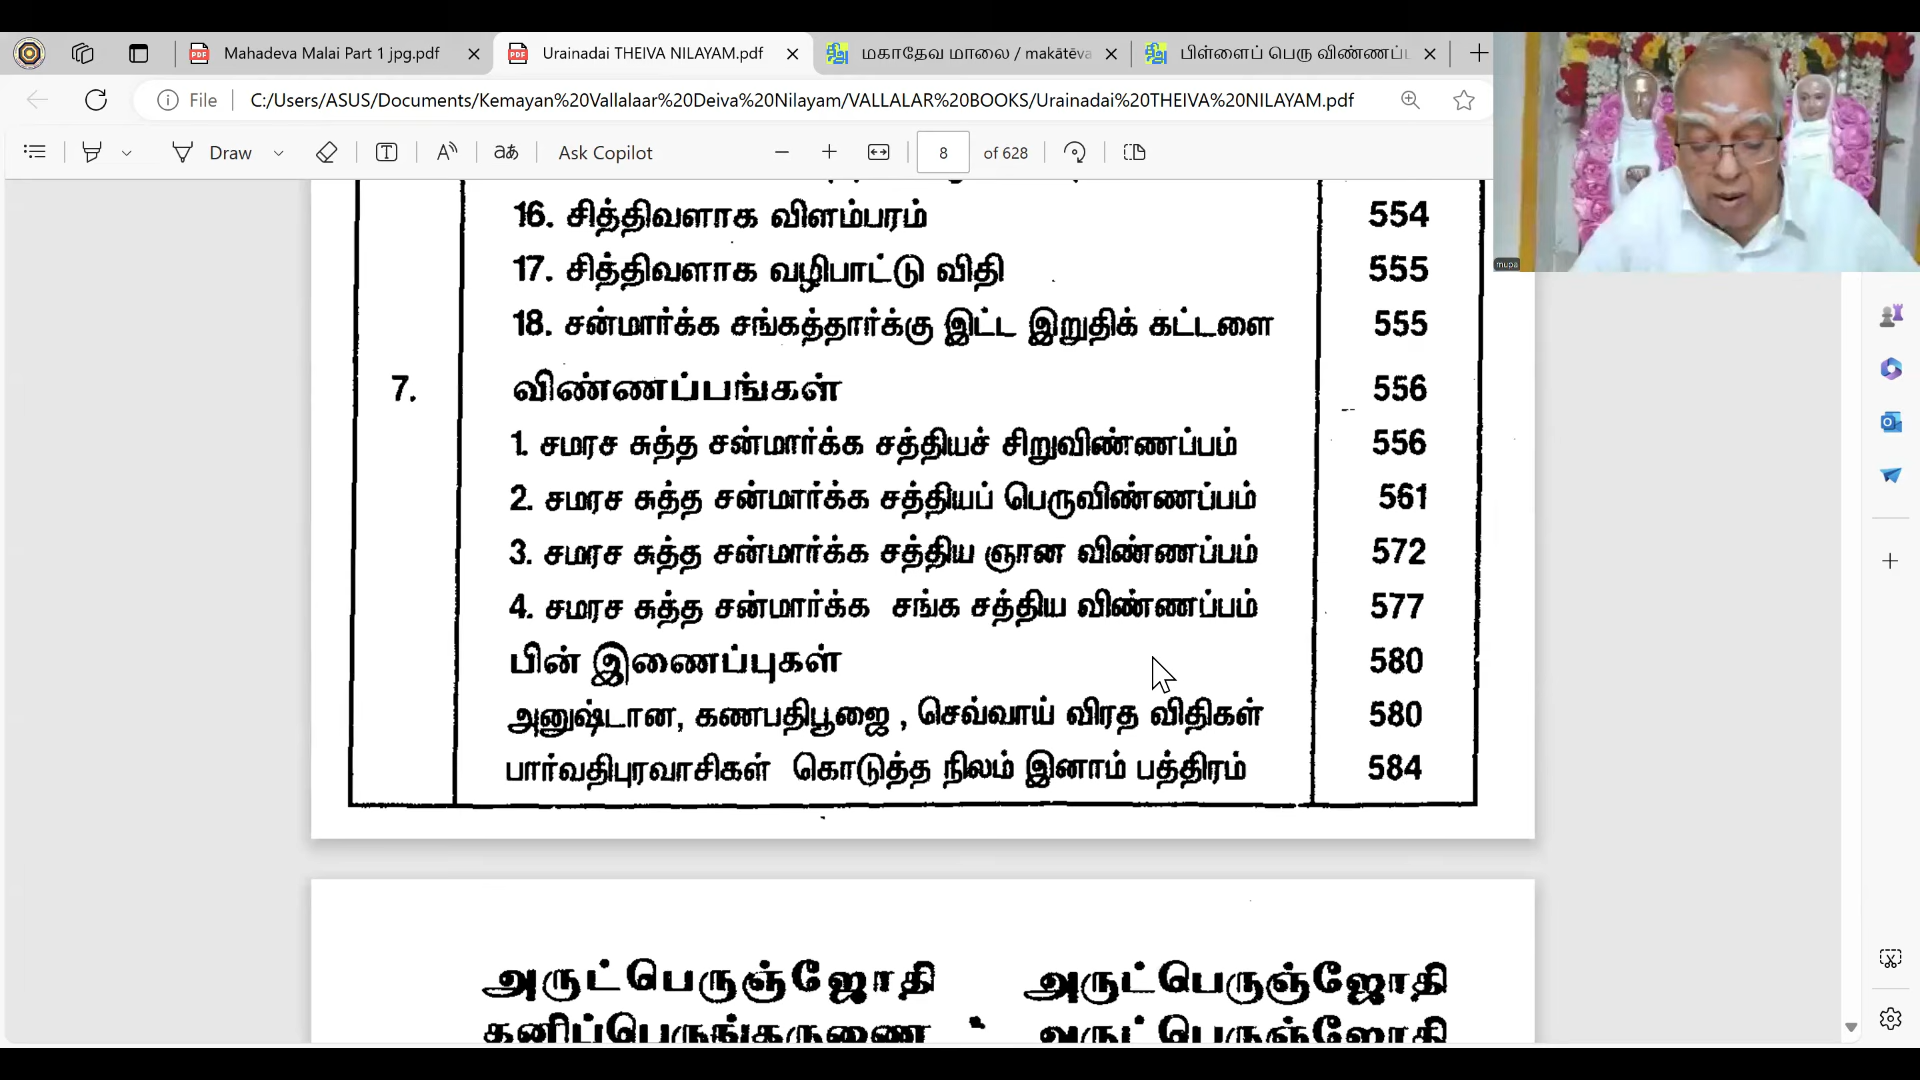 Mahadeva Malai Part 1 jpg.pdf
Urainadai THEIVA NILAYAM.pdf
மகாதேவ மாலை / makātēva
பிள்ளைப் பெரு விண்ணப்ப
File C:/Users/ASUS/Documents/Kemayan%20Vallalaar%20Deiva%20Nilayam/VALLALAR%20BOOKS/Urainadai%20THEIVA%20NILAYAM.pdf
Draw Ask Copilot 8 of 628
mupa
16. சித்திவளாக விளம்பரம் 554
17. சித்திவளாக வழிபாட்டு விதி 555
18. சன்மார்க்க சங்கத்தார்க்கு இட்ட இறுதிக் கட்டளை 555
7. விண்ணப்பங்கள் 556
1. சமரச சுத்த சன்மார்க்க சத்தியச் சிறுவிண்ணப்பம் 556
2. சமரச சுத்த சன்மார்க்க சத்தியப் பெருவிண்ணப்பம் 561
3. சமரச சுத்த சன்மார்க்க சத்திய ஞான விண்ணப்பம் 572
4. சமரச சுத்த சன்மார்க்க சங்க சத்திய விண்ணப்பம் 577
பின் இணைப்புகள் 580
அனுஷ்டான, கணபதிபூஜை, செவ்வாய் விரத விதிகள் 580
பார்வதிபுரவாசிகள் கொடுத்த நிலம் இனாம் பத்திரம் 584
அருட்பெருஞ்ஜோதி அருட்பெருஞ்ஜோதி
தனிப்பெருங்கருணை அருட்பெருஞ்ஜோதி